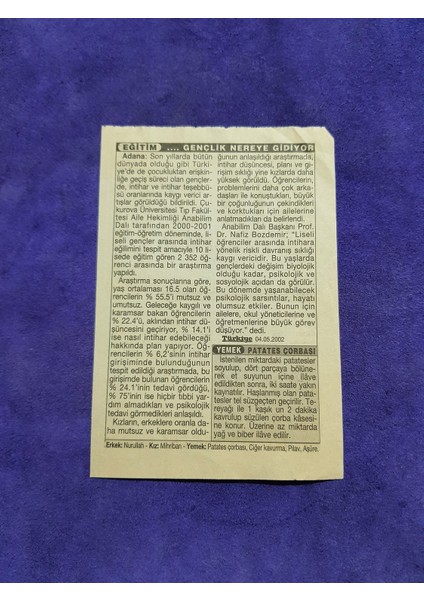 EĞİTİM .... GENÇLİK NEREYE GİDİYOR
Adana: Son yıllarda bütün
dünyada olduğu gibi Türki-
ye'de de çocukluktan erişkin-
liğe geçiş süreci olan gençler-
de, intihar ve intihar teşebbü-
sü oranlarında kaygı verici ar-
tışlar görüldüğü bildirildi. Çu-
kurova Üniversitesi Tıp Fakül-
tesi Aile Hekimliği Anabilim
Dalı tarafından 2000-2001
eğitim-öğretim döneminde, li-
seli gençler arasında intihar
eğilimini tespit amacıyle 10 li-
sede eğitim gören 2 352 öğ-
renci arasında bir araştırma
yapıldı.
Araştırma sonuçlarına göre,
yaş ortalaması 16.5 olan öğ-
rencilerin % 55.5'i mutsuz ve
umutsuz. Geleceğe kaygılı ve
karamsar bakan öğrencilerin
% 22.4'ü, aklından intihar dü-
şüncesini geçiriyor, % 14.1'i
ise nasıl intihar edebileceği
hakkında plan yapıyor. Öğ-
rencilerin % 6,2'sinin intihar
girişiminde bulunduğunun
tespit edildiği araştırmada, bu
girişimde bulunan öğrencilerin
% 24.1'inin tedavi gördüğü,
% 75'inin ise hiçbir tıbbi yar-
dım almadıkları ve psikolojik
tedavi görmedikleri anlaşıldı.
Kızların, erkeklere oranla da-
ha mutsuz ve karamsar oldu-
ğunun anlaşıldığı araştırmada,
intihar düşüncesi, planı ve gi-
rişimi sıklığı yine kızlarda daha
yüksek görüldü. Öğrencilerin,
problemlerini daha çok arka-
daşları ile konuştukları, büyük
bir çoğunluğunun çekindikleri
ve korktukları için ailelerine
anlatmadıkları da belirlendi.
Anabilim Dalı Başkanı Prof.
Dr. Nafiz Bozdemir; "Liseli
öğrenciler arasında intihara
yönelik riskli davranış sıklığı
kaygı vericidir. Bu yaşlarda
gençlerdeki değişim biyolojik
olduğu kadar, psikolojik ve
sosyolojik açıdan da görülür.
Bu dönemde yaşanabilecek
psikolojik sarsıntılar, hayatı
olumsuz etkiler. Bunun için
ailelere, okul yöneticilerine ve
öğretmenlerine büyük görev
düşüyor." dedi.
Türkiye 04.05.2002
YEMEK PATATES ÇORBASI
İstenilen miktardaki patatesler
soyulup, dört parçaya bölüne-
rek et suyunun içine ilâve
edildikten sonra, iki saate yakın
kaynatılır. Haşlanmış olan pata-
tesler tel süzgeçten geçirilir. Te-
reyağı ile 1 kaşık un 2 dakika
kavrulup süzülen çorba kâsesi-
ne konur. Üzerine az miktarda
yağ ve biber ilâve edilir.
Erkek: Nurullah - Kız: Mihriban - Yemek: Patates çorbası, Ciğer kavurma, Pilav, Aşûre.